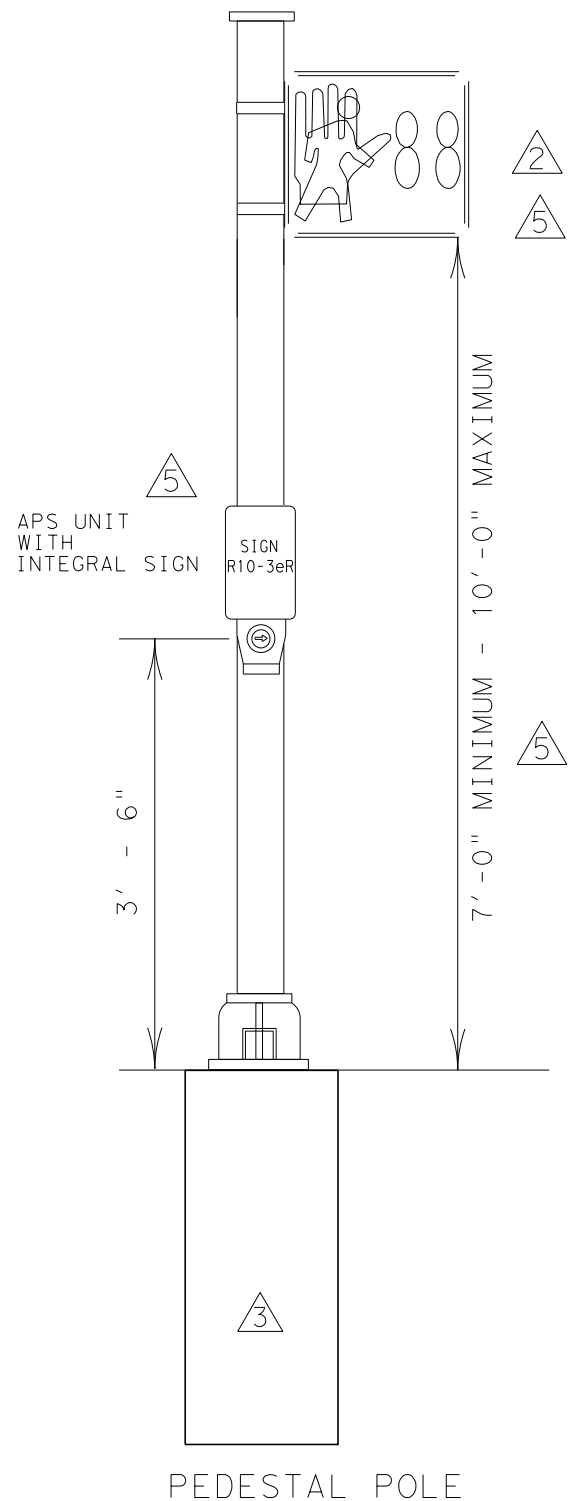 2
5
5
APS UNIT
WITH
INTEGRAL SIGN
SIGN
R10-3eR
7'-0" MINIMUM - 10'-0" MAXIMUM
5
3' - 6"
3
PEDESTAL POLE